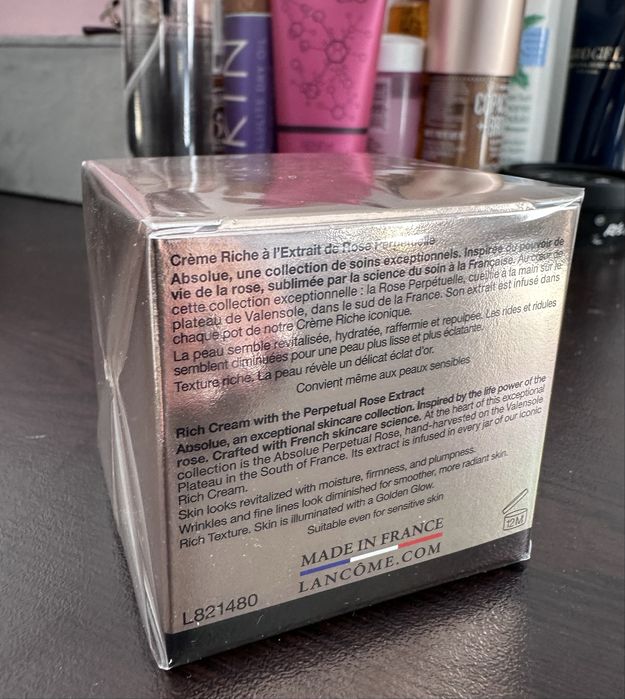 KIN
Crème Riche à l'Extrait de Rose Perpétuelle
Absolue, une collection de soins exceptionnels. Inspirée du pouvoir de
vie de la rose, sublimée par la science du soin à la Française. Au cœur de
cette collection exceptionnelle : la Rose Perpétuelle, cueillie à la main sur le
plateau de Valensole, dans le sud de la France. Son extrait est infusé dans
chaque pot de notre Crème Riche iconique.
La peau semble revitalisée, hydratée, raffermie et repulpée. Les rides et ridules
semblent diminuées pour une peau plus lisse et plus éclatante.
Texture riche. La peau révèle un délicat éclat d'or.
Convient même aux peaux sensibles
Rich Cream with the Perpetual Rose Extract
Absolue, an exceptional skincare collection. Inspired by the life power of the
rose. Crafted with French skincare science. At the heart of this exceptional
collection is the Absolue Perpetual Rose, hand-harvested on the Valensole
Plateau in the South of France. Its extract is infused in every jar of our iconic
Rich Cream.
Skin looks revitalized with moisture, firmness, and plumpness.
Wrinkles and fine lines look diminished for smoother, more radiant skin.
Rich Texture. Skin is illuminated with a Golden Glow.
Suitable even for sensitive skin
12M
MADE IN FRANCE
LANCÔME.COM
L821480